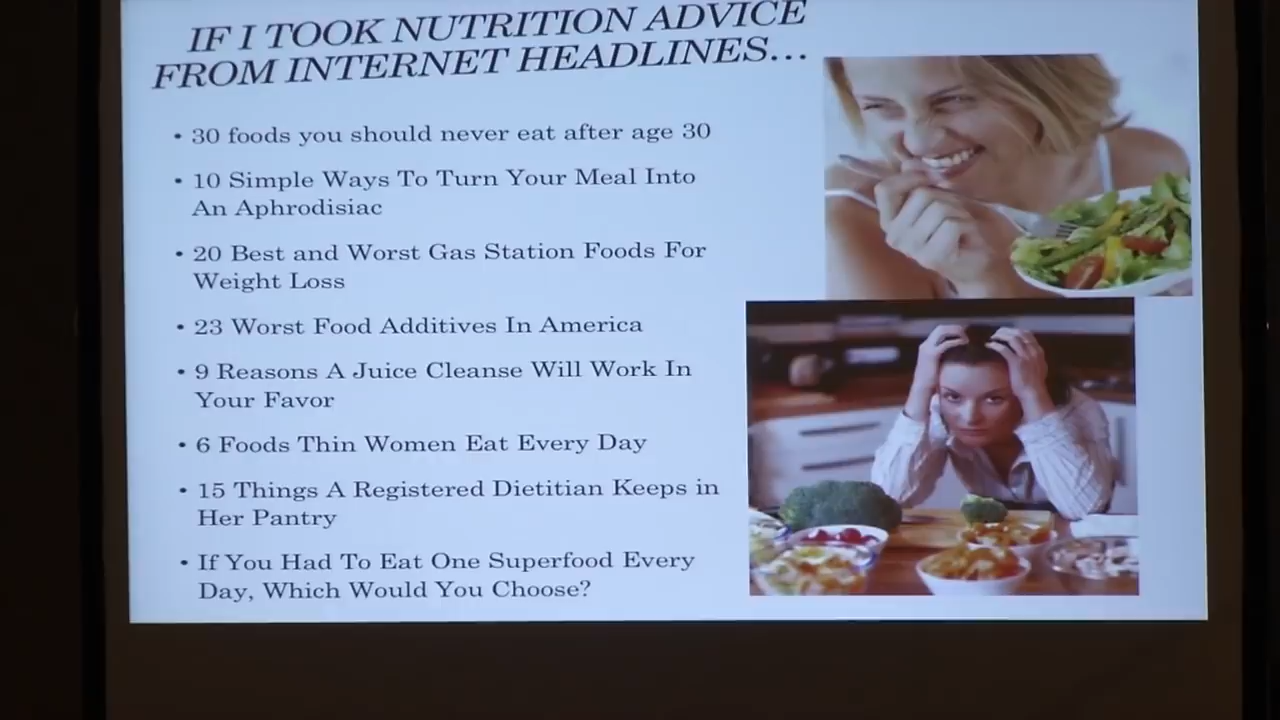 IF I TOOK NUTRITION ADVICE
FROM INTERNET HEADLINES...
• 30 foods you should never eat after age 30
• 10 Simple Ways To Turn Your Meal Into
An Aphrodisiac
• 20 Best and Worst Gas Station Foods For
Weight Loss
• 23 Worst Food Additives In America
• 9 Reasons A Juice Cleanse Will Work In
Your Favor
• 6 Foods Thin Women Eat Every Day
• 15 Things A Registered Dietitian Keeps in
Her Pantry
• If You Had To Eat One Superfood Every
Day, Which Would You Choose?